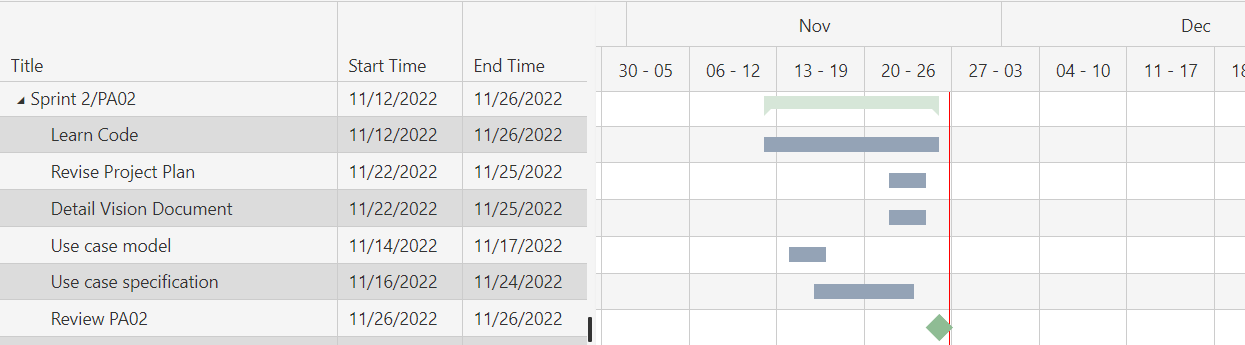 Nov Dec
Title Start Time End Time 30 - 05 06 - 12 13 - 19 20 - 26 27 - 03 04 - 10 11 - 17 18
Sprint 2/PA02 11/12/2022 11/26/2022
Learn Code 11/12/2022 11/26/2022
Revise Project Plan 11/22/2022 11/25/2022
Detail Vision Document 11/22/2022 11/25/2022
Use case model 11/14/2022 11/17/2022
Use case specification 11/16/2022 11/24/2022
Review PA02 11/26/2022 11/26/2022